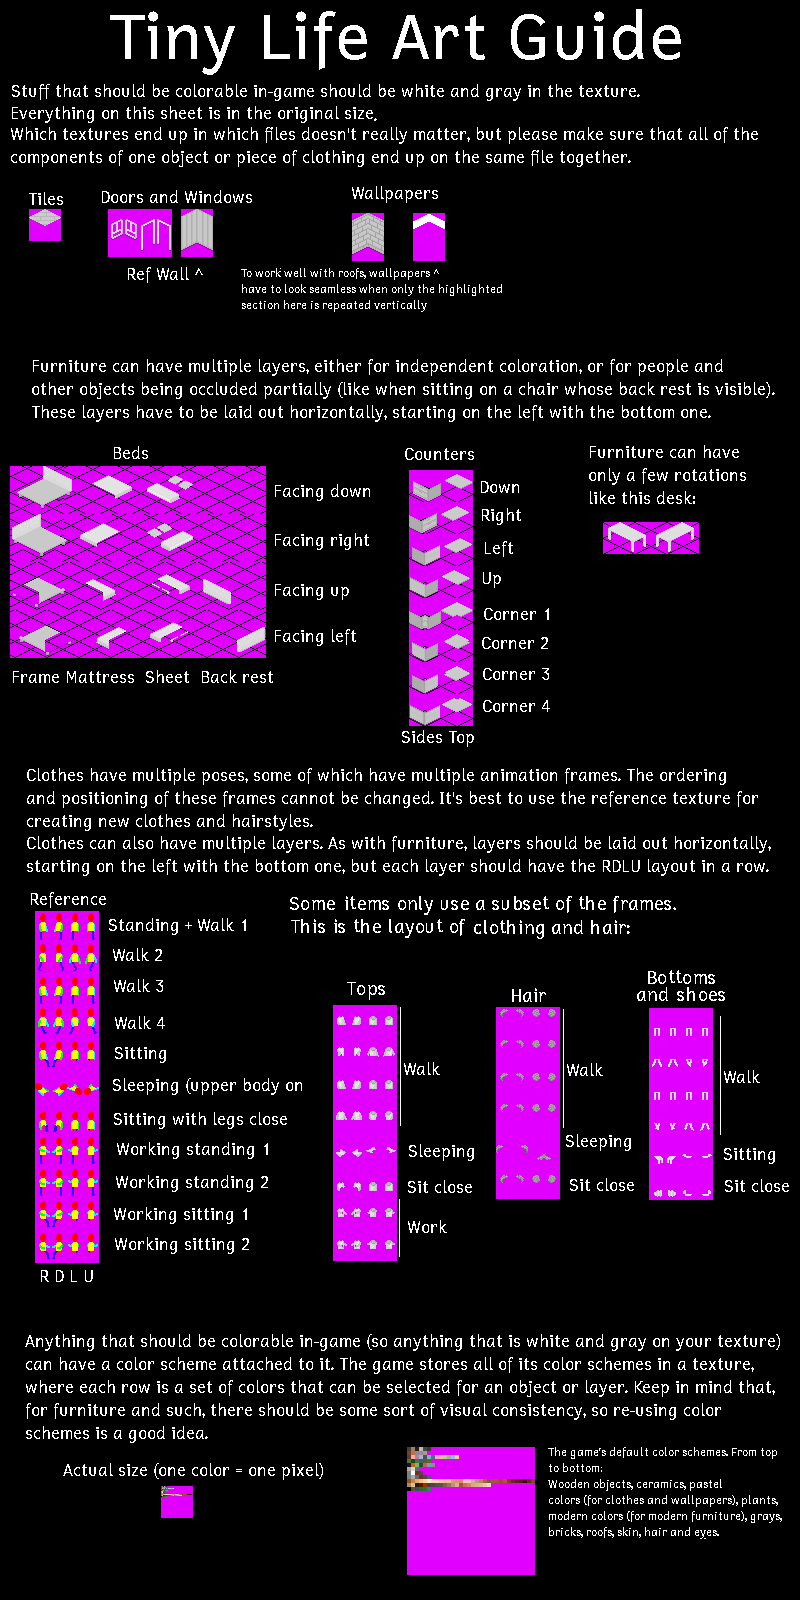 Tiny Life Art Guide
Stuff that should be colorable in-game should be white and gray in the texture.
Everything on this sheet is in the original size.
Which textures end up in which files doesn't really matter, but please make sure that all of the
components of one object or piece of clothing end up on the same file together.
Tiles
Doors and Windows
Wallpapers
Ref Wall ^
To work well with roofs, wallpapers ^
have to look seamless when only the highlighted
section here is repeated vertically
Furniture can have multiple layers, either for independent coloration, or for people and
other objects being occluded partially (like when sitting on a chair whose back rest is visible).
These layers have to be laid out horizontally, starting on the left with the bottom one.
Beds
Facing down
Facing right
Facing up
Facing left
Frame Mattress Sheet Back rest
Counters
Down
Right
Left
Up
Corner 1
Corner 2
Corner 3
Corner 4
Sides Top
Furniture can have
only a few rotations
like this desk:
Clothes have multiple poses, some of which have multiple animation frames. The ordering
and positioning of these frames cannot be changed. It's best to use the reference texture for
creating new clothes and hairstyles.
Clothes can also have multiple layers. As with furniture, layers should be laid out horizontally,
starting on the left with the bottom one, but each layer should have the RDLU layout in a row.
Reference
Standing + Walk 1
Walk 2
Walk 3
Walk 4
Sitting
Sleeping (upper body on
Sitting with legs close
Working standing 1
Working standing 2
Working sitting 1
Working sitting 2
R D L U
Some items only use a subset of the frames.
This is the layout of clothing and hair:
Tops
Walk
Sleeping
Sit close
Work
Hair
Walk
Sleeping
Sit close
Bottoms
and shoes
Walk
Sitting
Sit close
Anything that should be colorable in-game (so anything that is white and gray on your texture)
can have a color scheme attached to it. The game stores all of its color schemes in a texture,
where each row is a set of colors that can be selected for an object or layer. Keep in mind that,
for furniture and such, there should be some sort of visual consistency, so re-using color
schemes is a good idea.
Actual size (one color = one pixel)
The game's default color schemes. From top
to bottom:
Wooden objects, ceramics, pastel
colors (for clothes and wallpapers), plants,
modern colors (for modern furniture), grays,
bricks, roofs, skin, hair and eyes.